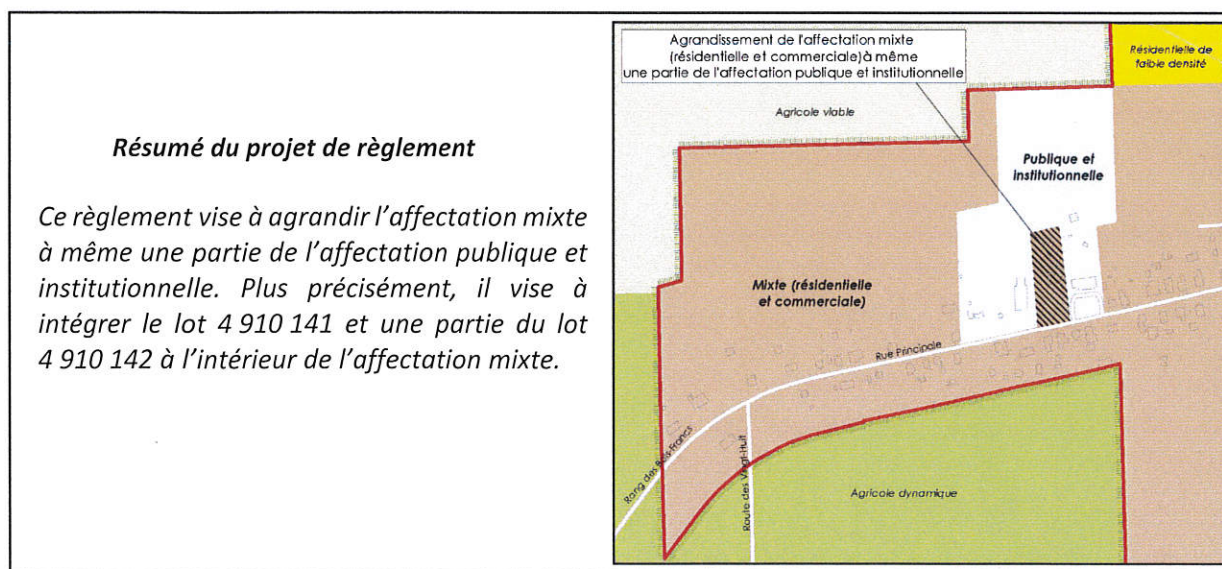 Résumé du projet de règlement
Ce règlement vise à agrandir l'affectation mixte
à même une partie de l'affectation publique et
institutionnelle. Plus précisément, il vise à
intégrer le lot 4 910 141 et une partie du lot
4 910 142 à l'intérieur de l'affectation mixte.
Agrandissement de l'affectation mixte
(résidentielle et commerciale)à même
une partie de l'affectation publique et institutionnelle
Résidentielle de
faible densité
Agricole viable
Publique et
institutionnelle
Mixte (résidentielle
et commerciale)
Rue Principale
Rang des Bois-Francs
Route des Vingt-Huit
Agricole dynamique